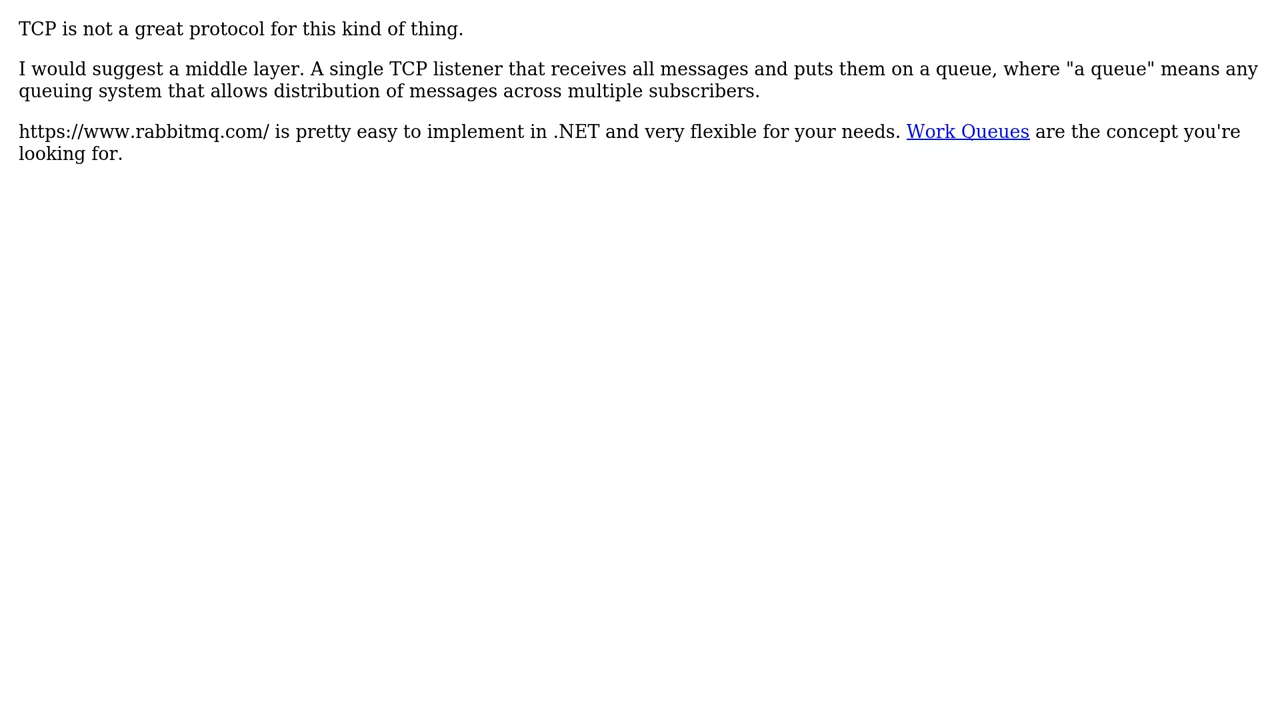 TCP is not a great protocol for this kind of thing.
I would suggest a middle layer. A single TCP listener that receives all messages and puts them on a queue, where "a queue" means any
queuing system that allows distribution of messages across multiple subscribers.
https://www.rabbitmq.com/ is pretty easy to implement in .NET and very flexible for your needs. Work Queues are the concept you're
looking for.